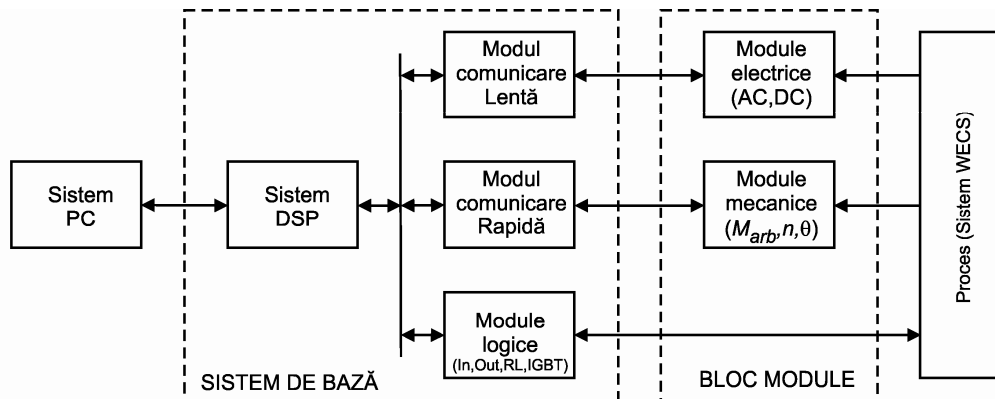 Modul
comunicare
Lentă
Module
electrice
(AC,DC)
Sistem
PC
Sistem
DSP
Modul
comunicare
Rapidă
Module
mecanice
(Marb,n,θ)
Proces (Sistem WECS)
Module
logice
(In,Out,RL,IGBT)
SISTEM DE BAZĂ
BLOC MODULE